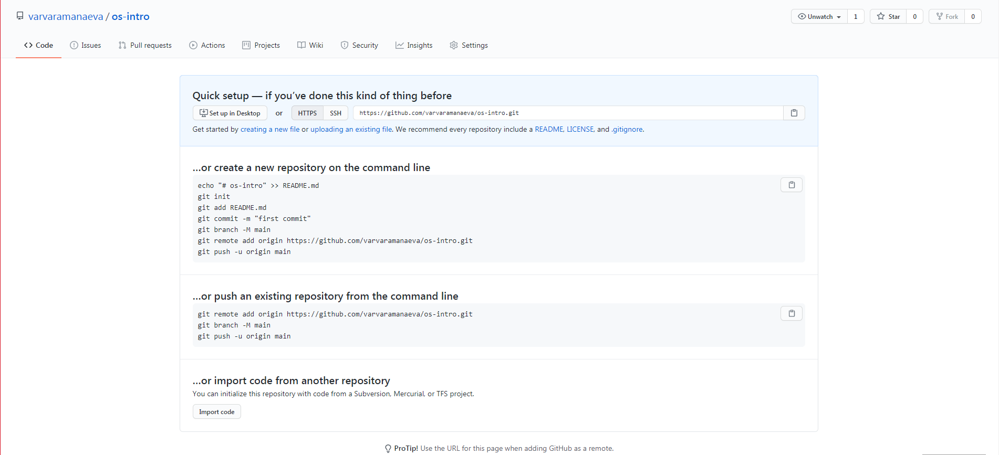 varvaramanaeva / os-intro
Unwatch 1 Star 0 Fork 0
Code Issues Pull requests Actions Projects Wiki Security Insights Settings
Quick setup — if you’ve done this kind of thing before
Set up in Desktop or HTTPS SSH https://github.com/varvaramanaeva/os-intro.git
Get started by creating a new file or uploading an existing file. We recommend every repository include a README, LICENSE, and .gitignore.
…or create a new repository on the command line
echo "# os-intro" >> README.md
git init
git add README.md
git commit -m "first commit"
git branch -M main
git remote add origin https://github.com/varvaramanaeva/os-intro.git
git push -u origin main
…or push an existing repository from the command line
git remote add origin https://github.com/varvaramanaeva/os-intro.git
git branch -M main
git push -u origin main
…or import code from another repository
You can initialize this repository with code from a Subversion, Mercurial, or TFS project.
Import code
ProTip! Use the URL for this page when adding GitHub as a remote.